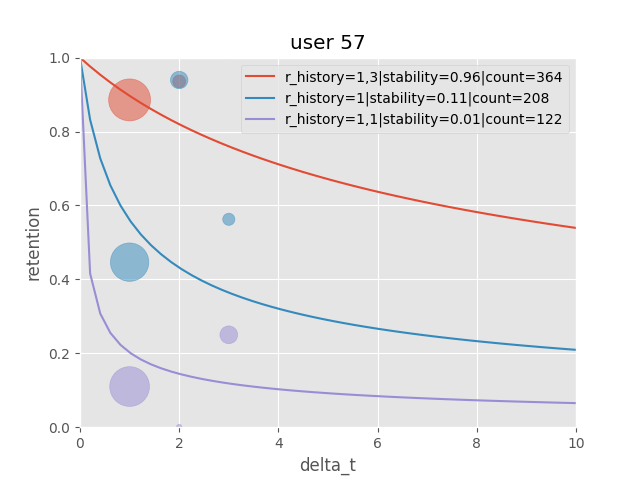 user 57
1.0
0.8
0.6
0.4
0.2
0.0
retention
r_history=1,3|stability=0.96|count=364
r_history=1|stability=0.11|count=208
r_history=1,1|stability=0.01|count=122
0
2
4
6
8
10
delta_t